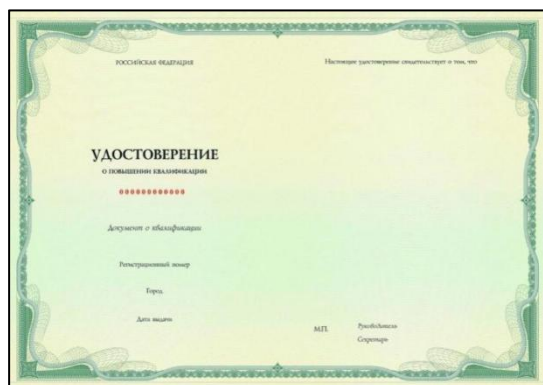 РОССИЙСКАЯ ФЕДЕРАЦИЯ
УДОСТОВЕРЕНИЕ
О ПОВЫШЕНИИ КВАЛИФИКАЦИИ
000000000000
Документ о квалификации
Регистрационный номер
Город
Дата выдачи
Настоящее удостоверение свидетельствует о том, что
М.П.
Руководитель
Секретарь